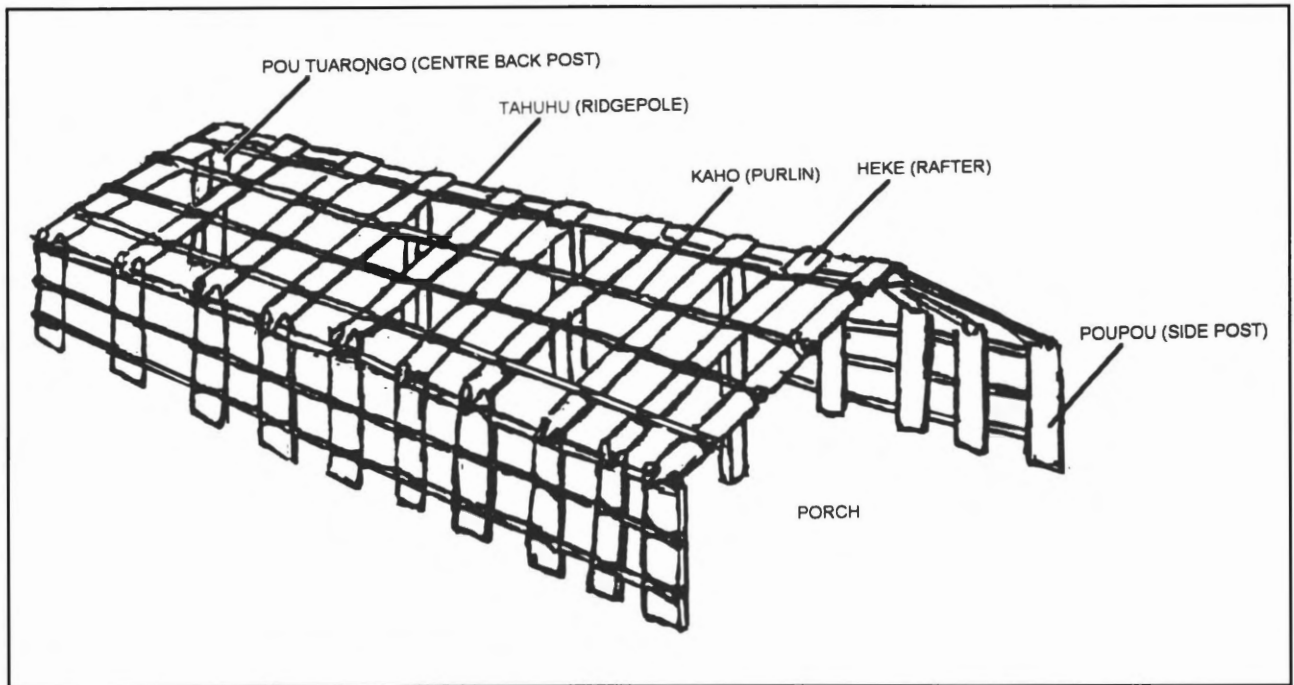 POU TUARONGO (CENTRE BACK POST)
TAHUHU (RIDGEPOLE)
KAHO (PURLIN)
HEKE (RAFTER)
POUPOU (SIDE POST)
PORCH